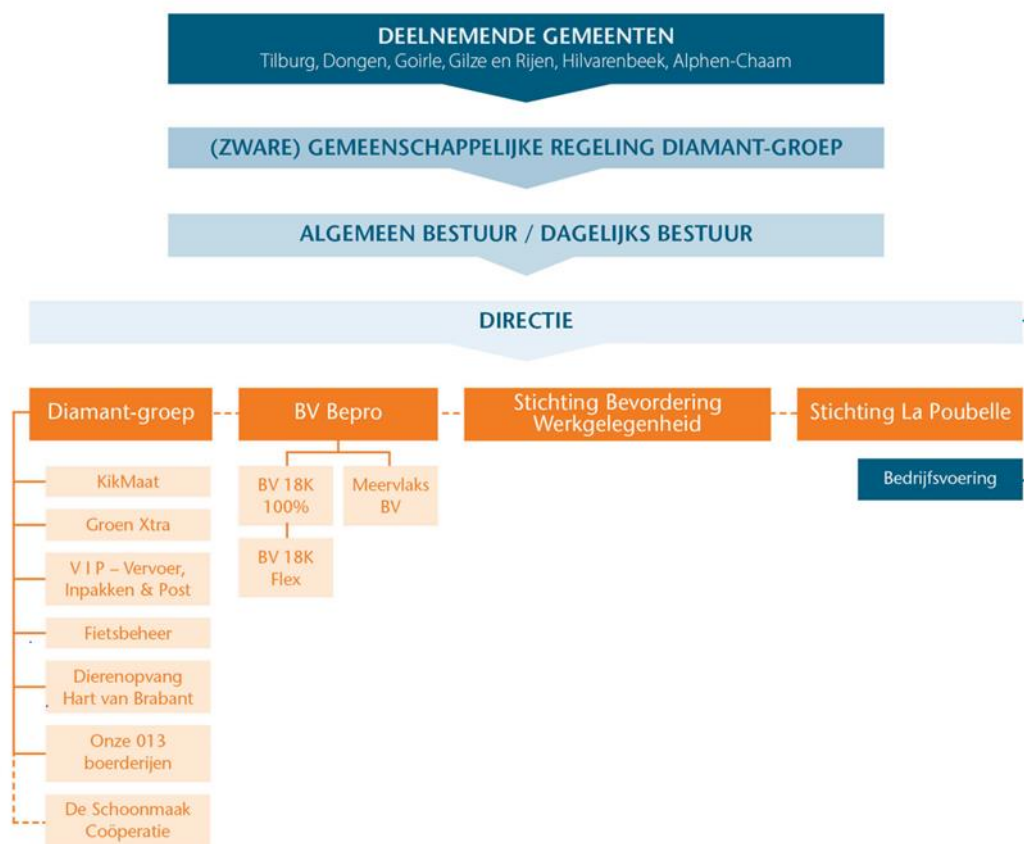 DEELNEMENDE GEMEENTEN
Tilburg, Dongen, Goirle, Gilze en Rijen, Hilvarenbeek, Alphen-Chaam
(ZWARE) GEMEENSCHAPPELIJKE REGELING DIAMANT-GROEP
ALGEMEEN BESTUUR / DAGELIJKS BESTUUR
DIRECTIE
Diamant-groep
BV Bepro
Stichting Bevordering
Werkgelegenheid
Stichting La Poubelle
KikMaat
Groen Xtra
V I P – Vervoer,
Inpakken & Post
Fietsbeheer
Dierenopvang
Hart van Brabant
Onze 013
boerderijen
De Schoonmaak
Coöperatie
BV 18K
100%
BV 18K
Flex
Meervlaks
BV
Bedrijfsvoering